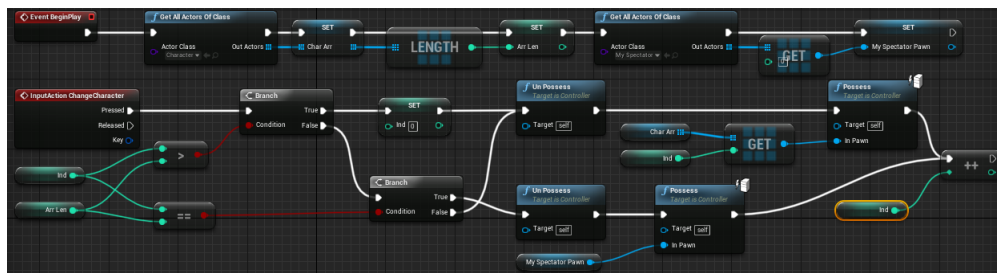 Event BeginPlay
Get All Actors Of Class
Actor Class
Character
Out Actors
SET
Char Arr
LENGTH
SET
Arr Len
Get All Actors Of Class
Actor Class
My Spectator
Out Actors
GET
0
SET
My Spectator Pawn
InputAction ChangeCharacter
Pressed
Released
Key
Branch
True
Condition
False
SET
Ind 0
Un Possess
Target is Controller
Target self
Possess
Target is Controller
Target self
In Pawn
Char Arr
Ind
GET
>
Ind
Arr Len
==
Branch
True
Condition
False
Un Possess
Target is Controller
Target self
Possess
Target is Controller
Target self
In Pawn
My Spectator Pawn
++
Ind